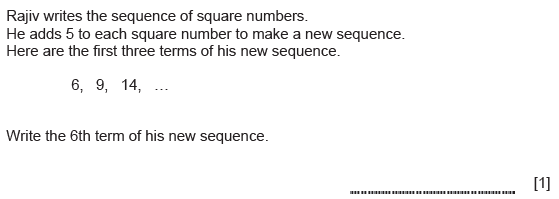 Rajiv writes the sequence of square numbers.
He adds 5 to each square number to make a new sequence.
Here are the first three terms of his new sequence.
6, 9, 14, ...
Write the 6th term of his new sequence.
[1]